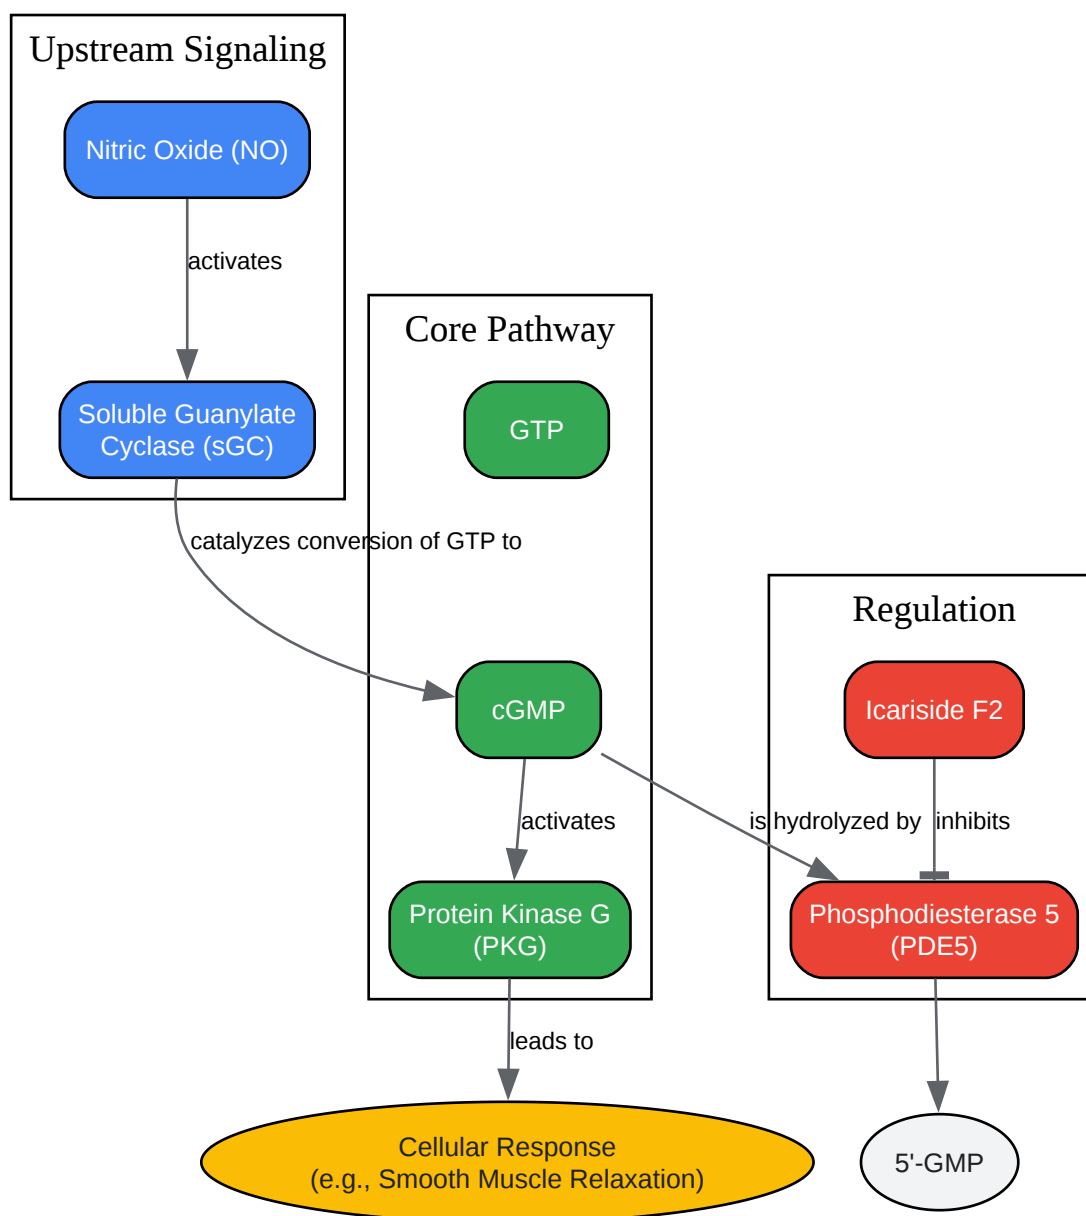 Upstream Signaling
Nitric Oxide (NO)
activates
Soluble Guanylate
Cyclase (sGC)
catalyzes conversion of GTP to
Core Pathway
GTP
cGMP
activates
Protein Kinase G
(PKG)
leads to
Cellular Response
(e.g., Smooth Muscle Relaxation)
Regulation
Icariside F2
is hydrolyzed by
inhibits
Phosphodiesterase 5
(PDE5)
5'-GMP